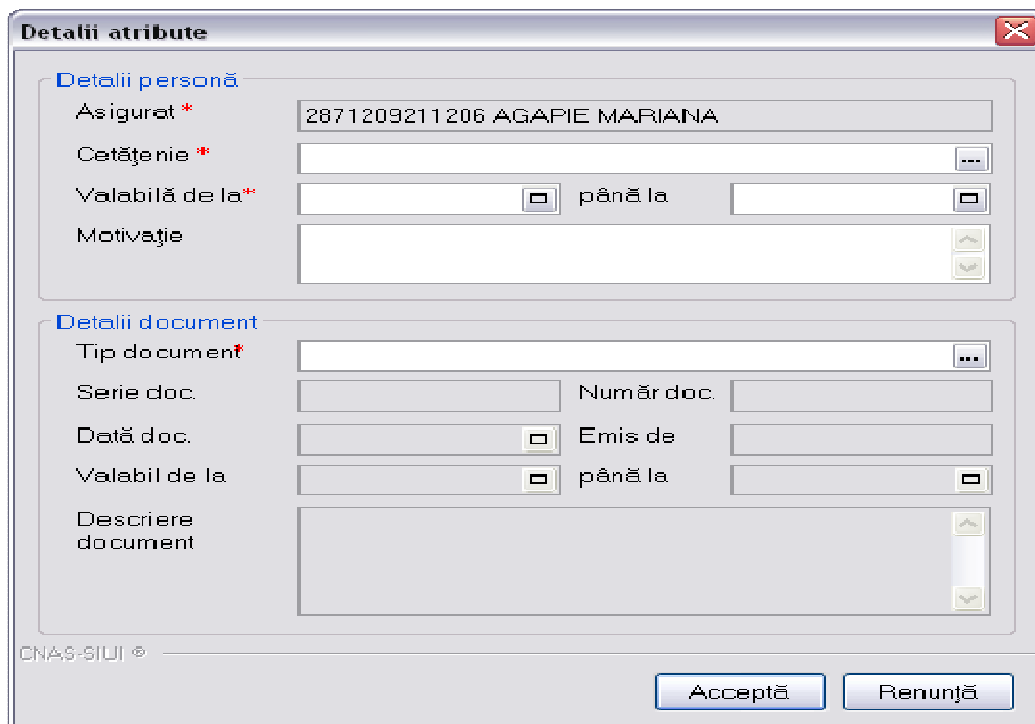 Detalii atribute
Detalii personă
Asigurat * 2871209211206 AGAPIE MARIANA
Cetăţenie * ...
Valabilă de la* până la
Motivaţie
Detalii document
Tip document* ...
Serie doc. Număr doc.
Dată doc. Emis de
Valabil de la până la
Descriere
document
CNAS-SIUI ®
Acceptă Renunţă